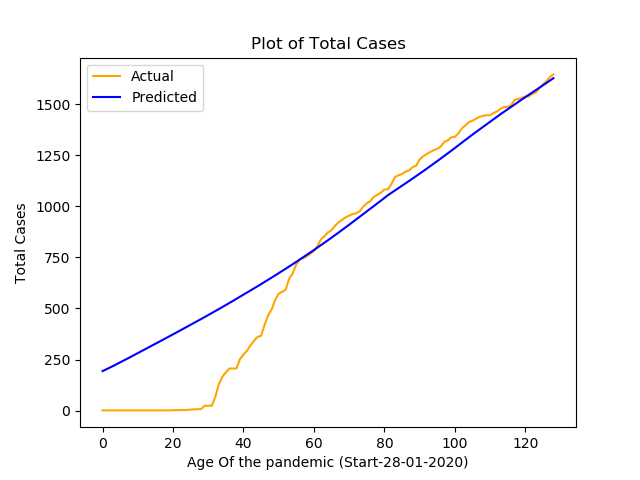 Plot of Total Cases
Actual
Predicted
1500
1250
1000
750
500
250
0
Total Cases
0 20 40 60 80 100 120
Age Of the pandemic (Start-28-01-2020)